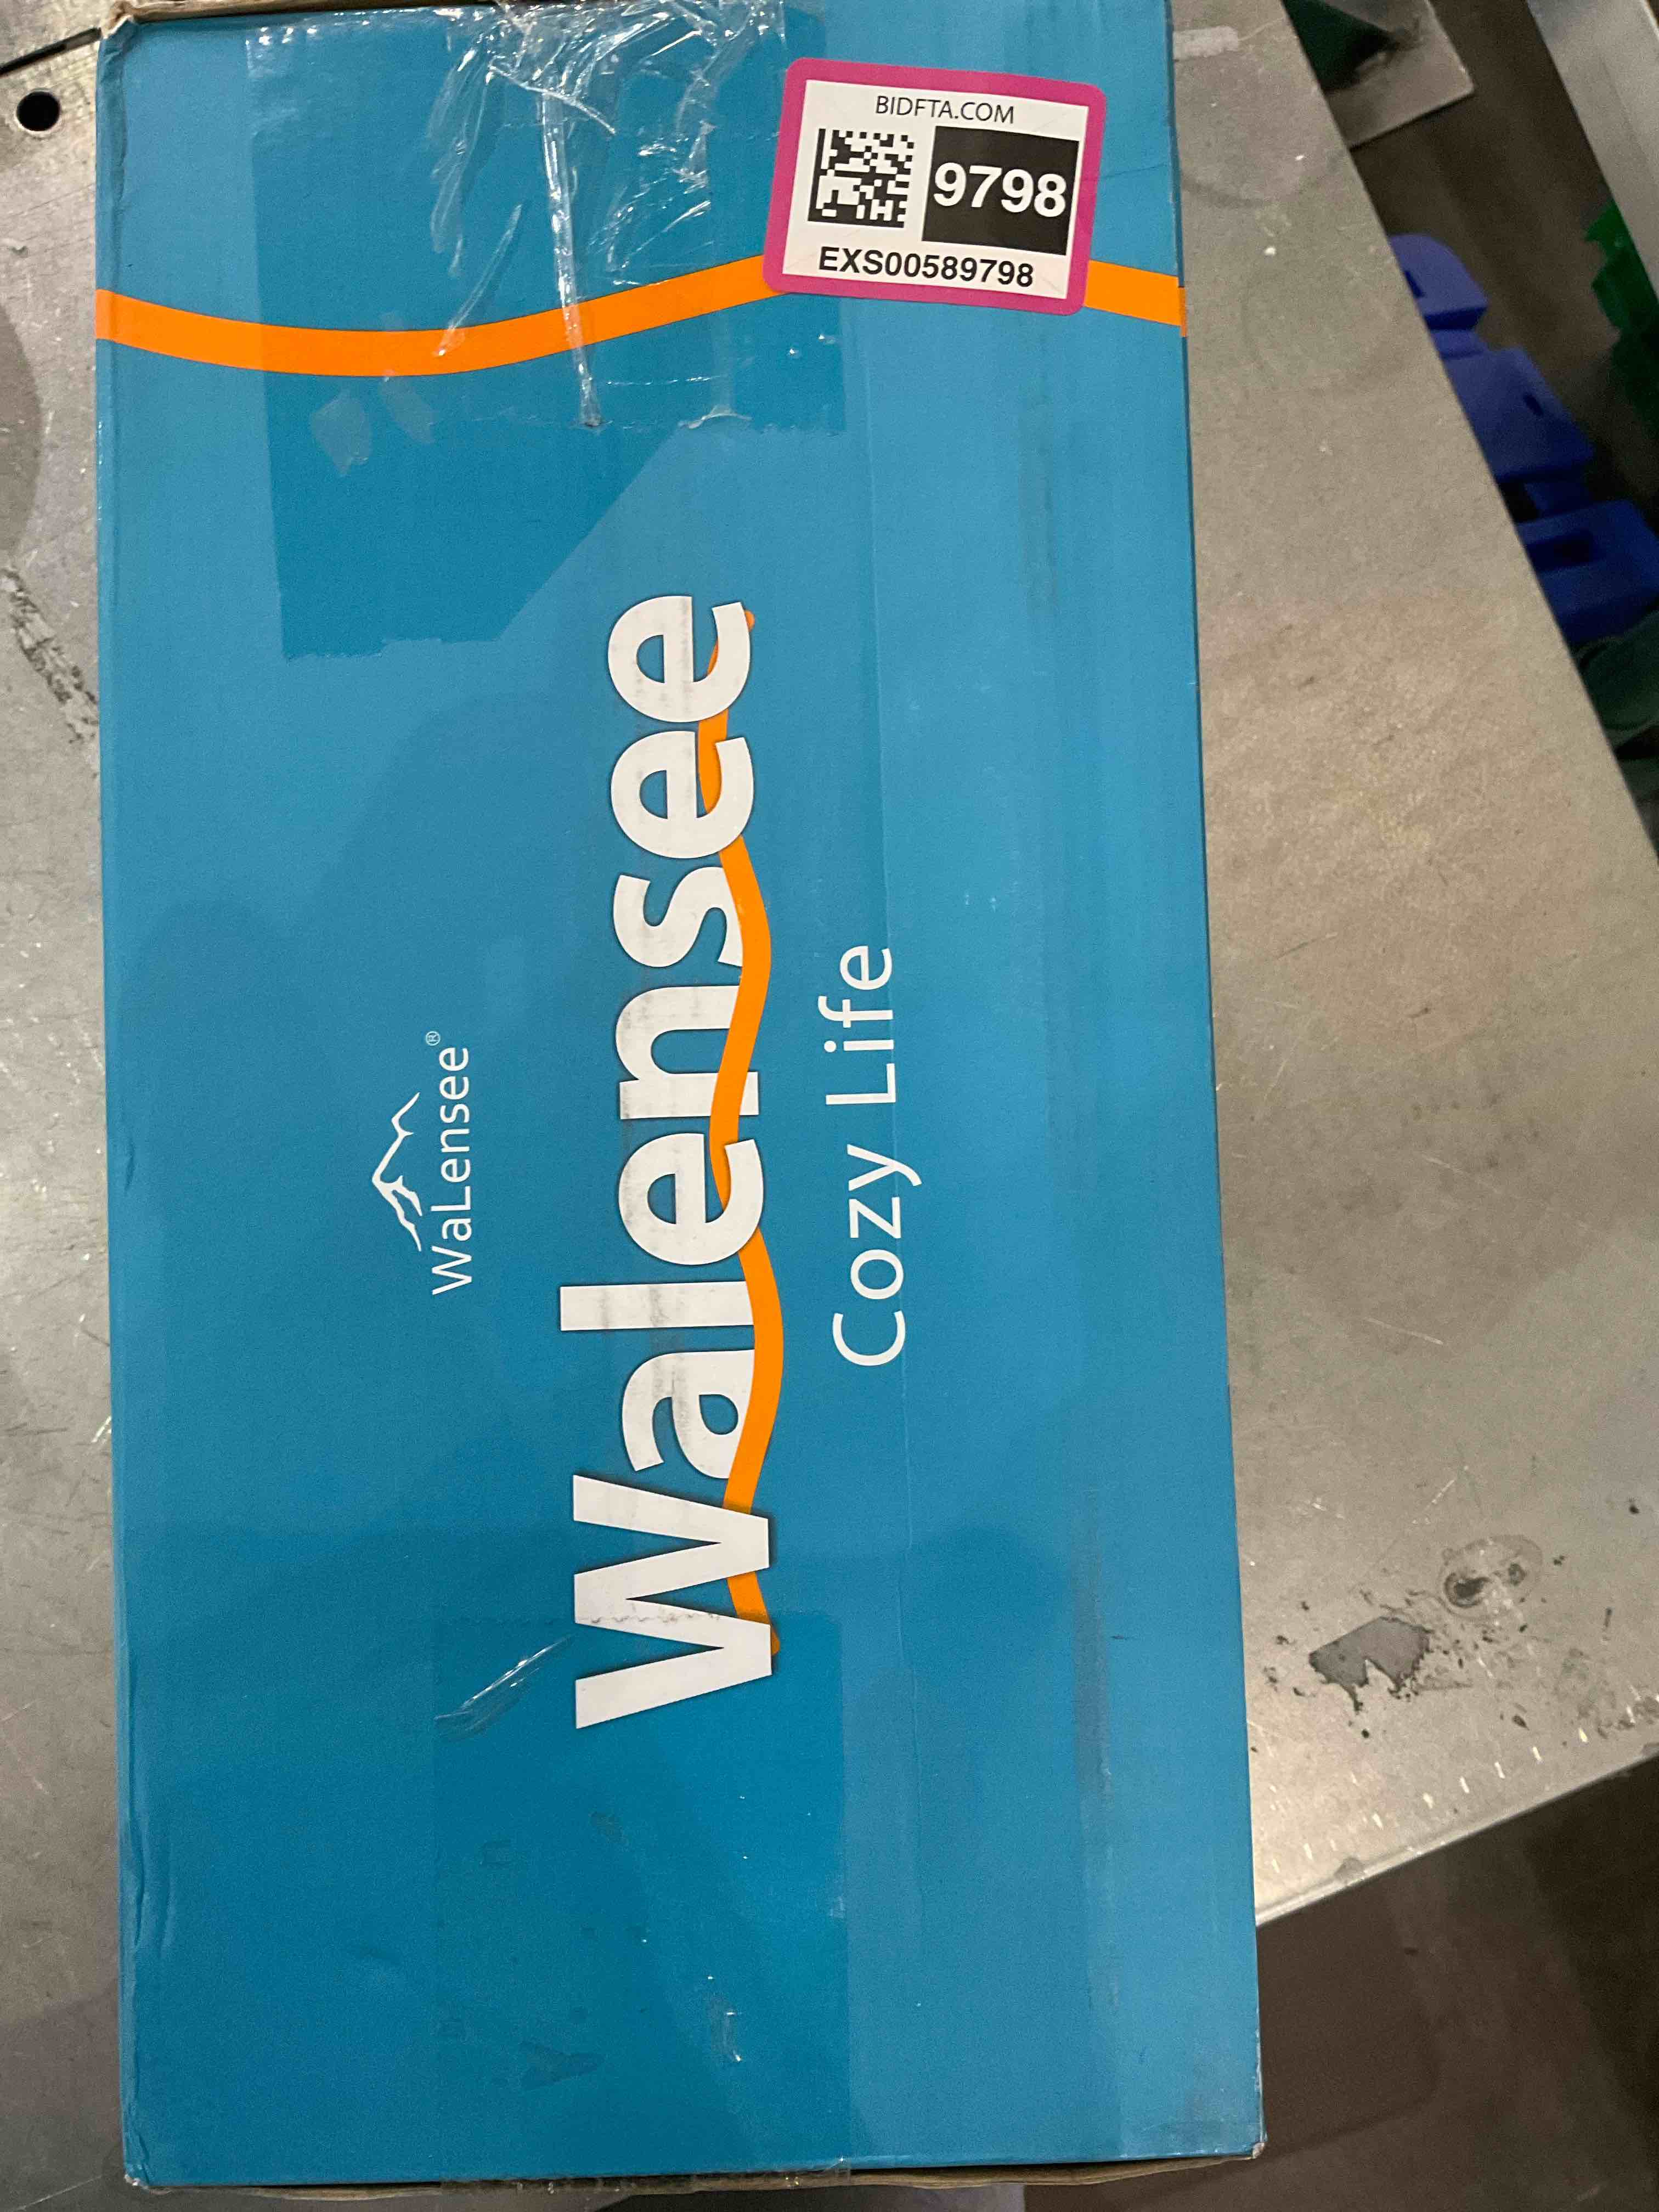 BIDFTA.COM
9798
EXS00589798
WaLensee®
Walensee
Cozy Life